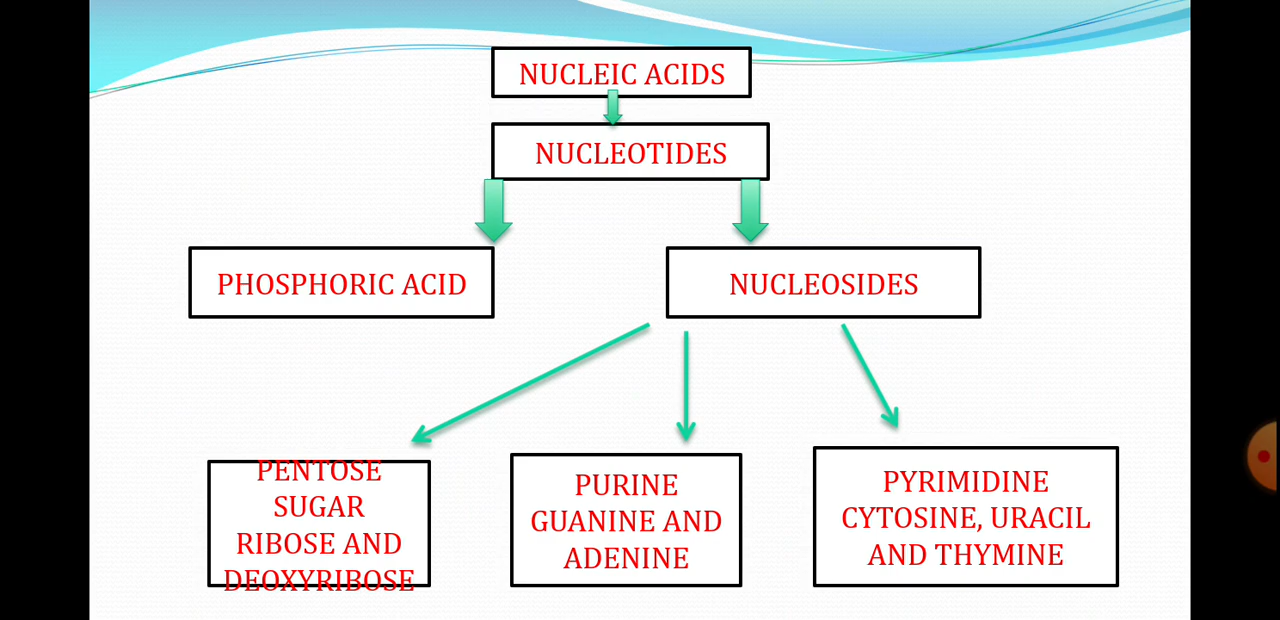 NUCLEIC ACIDS
NUCLEOTIDES
PHOSPHORIC ACID
NUCLEOSIDES
PENTOSE
SUGAR
RIBOSE AND
DEOXYRIBOSE
PURINE
GUANINE AND
ADENINE
PYRIMIDINE
CYTOSINE, URACIL
AND THYMINE